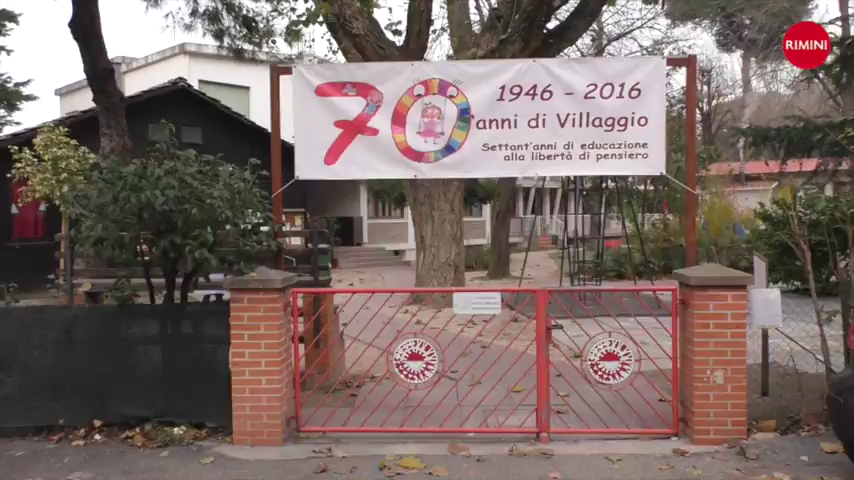 RIMINI
70 1946 - 2016
anni di Villaggio
Settant'anni di educazione
alla libertà di pensiero